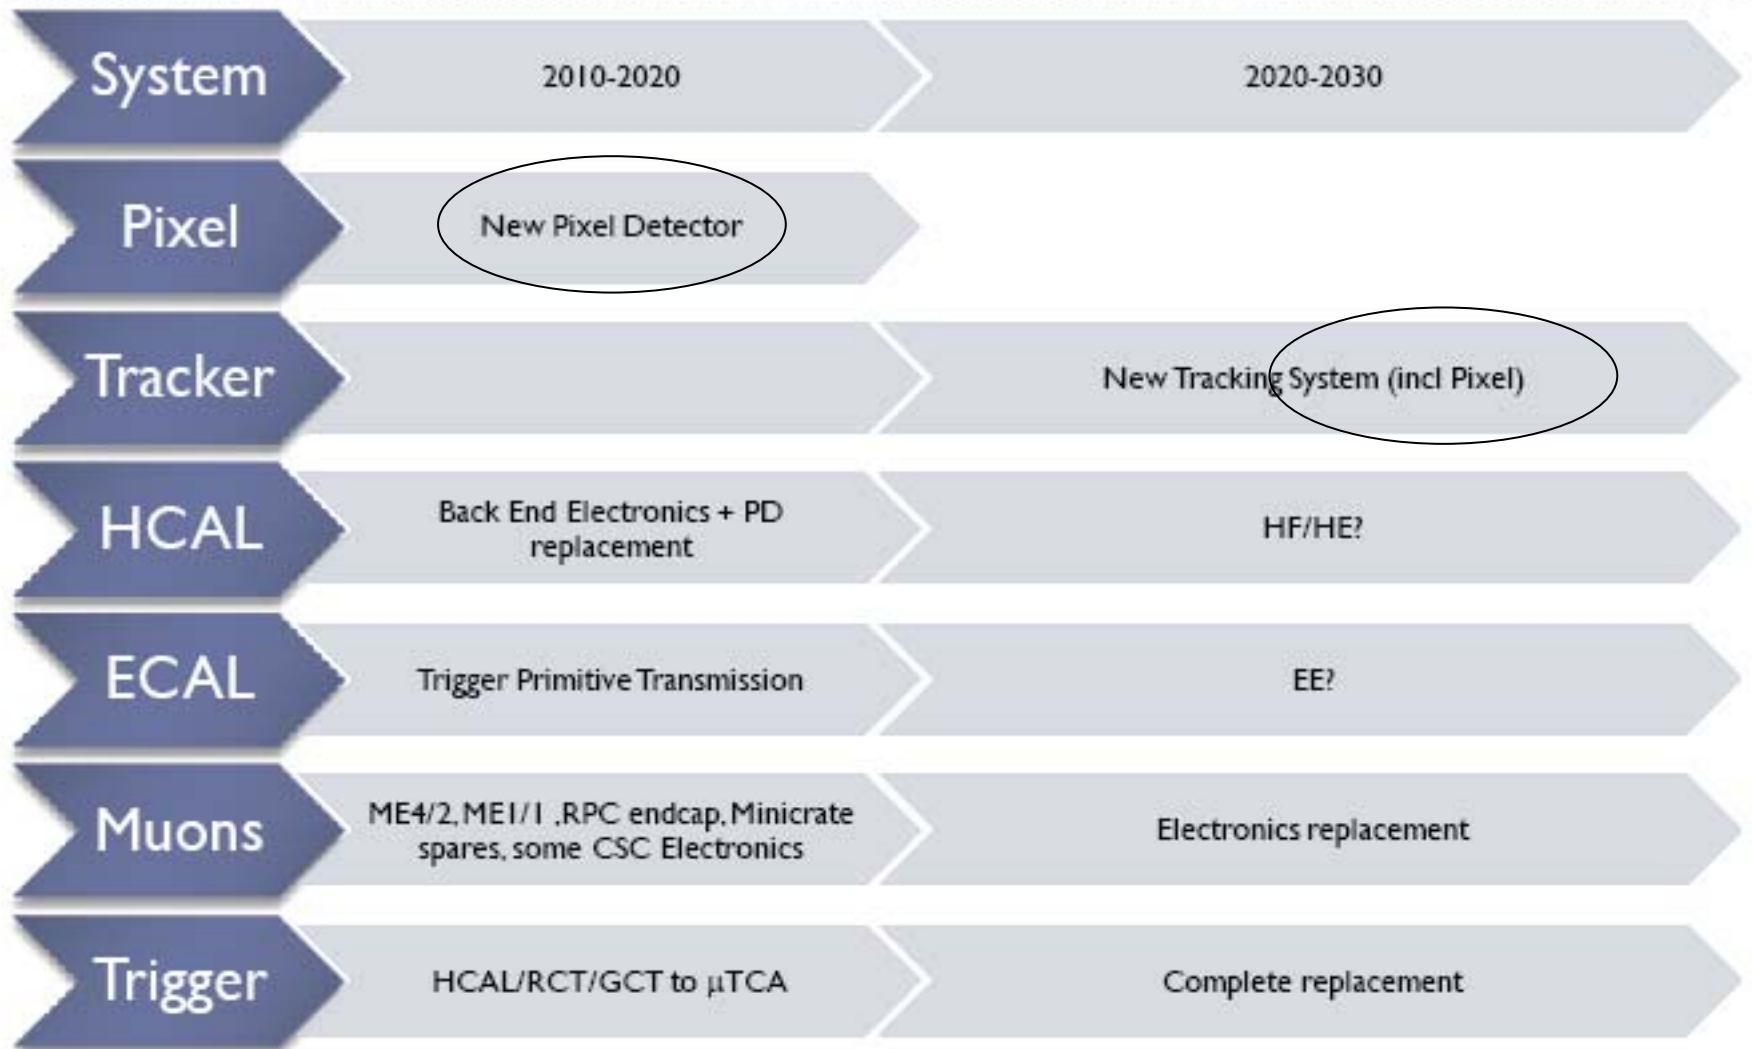 System
2010-2020
2020-2030
Pixel
New Pixel Detector
Tracker
New Tracking System (incl Pixel)
HCAL
Back End Electronics + PD
replacement
HF/HE?
ECAL
Trigger Primitive Transmission
EE?
Muons
ME4/2, ME1/1 ,RPC endcap, Minicrate
spares, some CSC Electronics
Electronics replacement
Trigger
HCAL/RCT/GCT to µTCA
Complete replacement